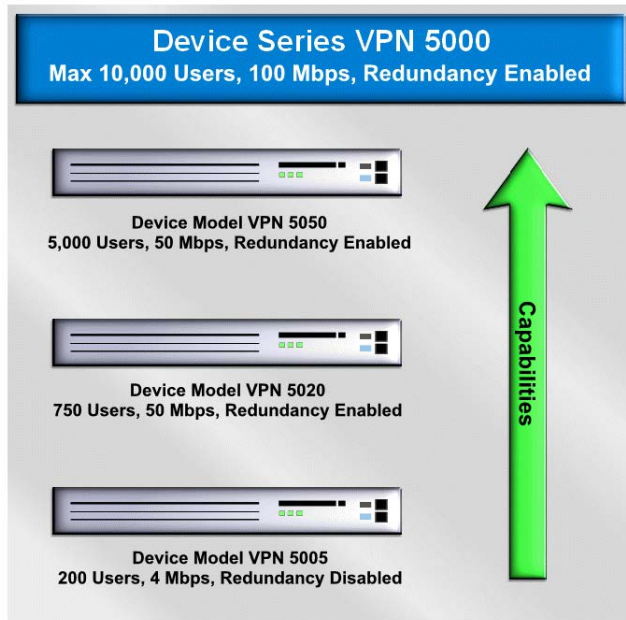 Device Series VPN 5000
Max 10,000 Users, 100 Mbps, Redundancy Enabled
Device Model VPN 5050
5,000 Users, 50 Mbps, Redundancy Enabled
Device Model VPN 5020
750 Users, 50 Mbps, Redundancy Enabled
Device Model VPN 5005
200 Users, 4 Mbps, Redundancy Disabled
Capabilities